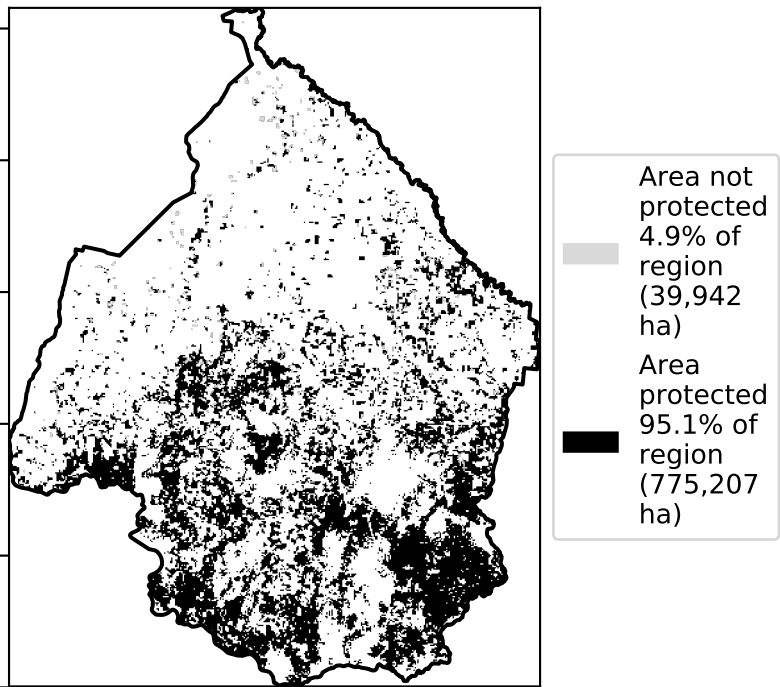 Area not
protected
4.9% of
region
(39,942
ha)
Area
protected
95.1% of
region
(775,207
ha)